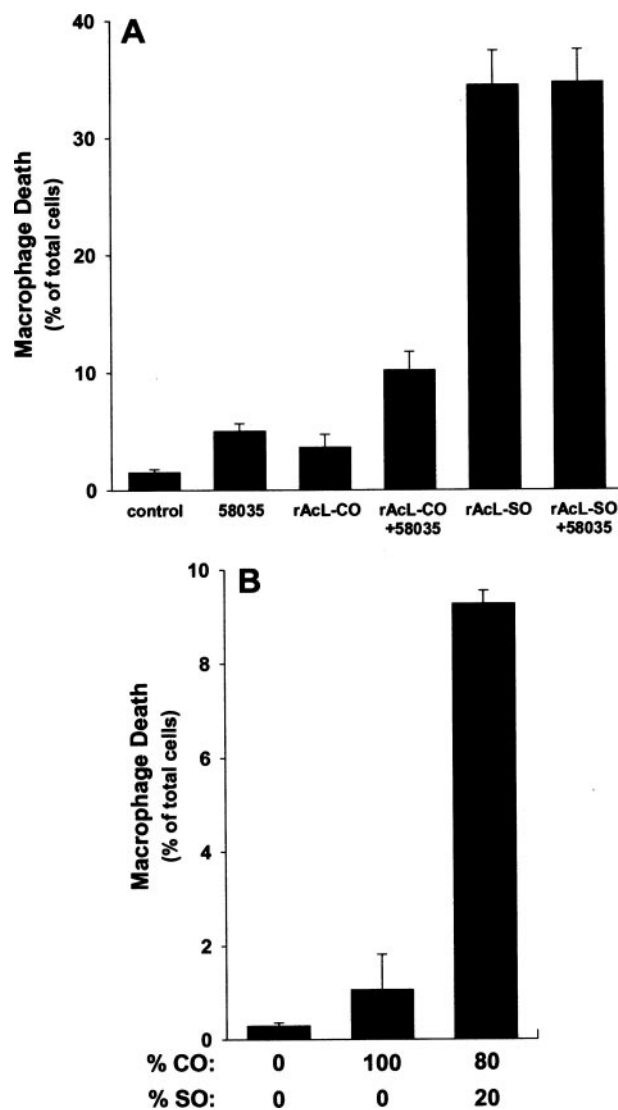 A
Macrophage Death
(% of total cells)
40
30
20
10
0
control 58035 rAcL-CO rAcL-CO +58035 rAcL-SO rAcL-SO +58035
B
Macrophage Death
(% of total cells)
10
8
6
4
2
0
% CO: 0 100 80
% SO: 0 0 20